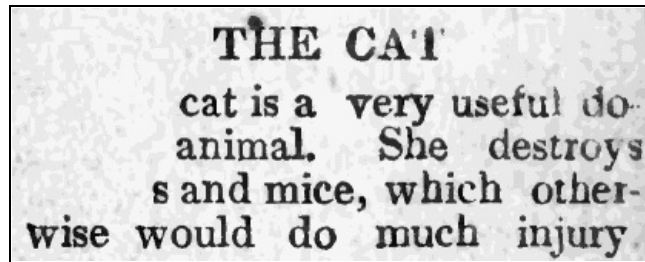 THE CAT
cat is a very useful do-
animal. She destroys
s and mice, which other-
wise would do much injury